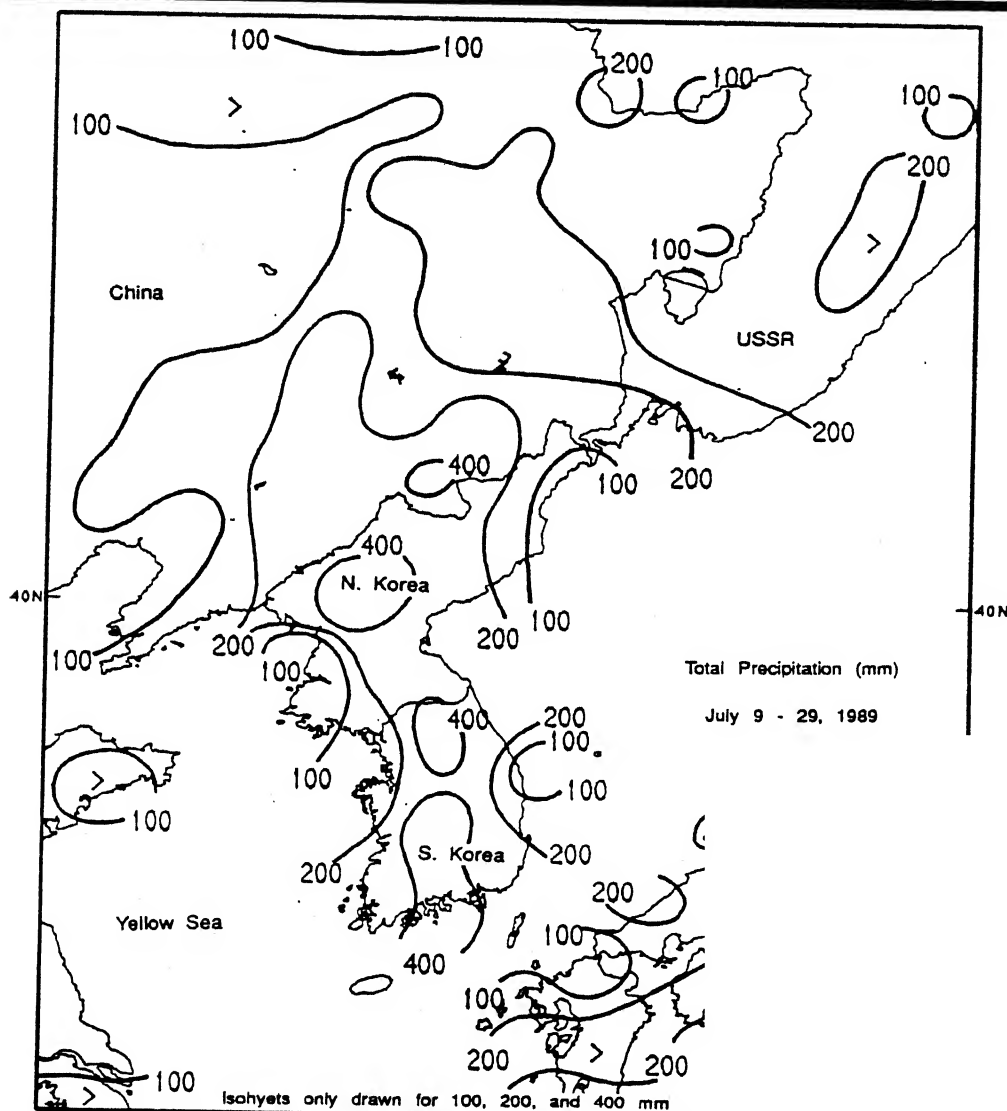 100 100
200 100
> 100
100
200
>
100
China
USSR
200
400 100 200
400
N. Korea
40N 40N
200 100
200
100 100
Total Precipitation (mm)
400 200 July 9 - 29, 1989
100
100
> 100
100
200 S. Korea 200
200
Yellow Sea 100
400
100
200 > 200
100
> Isohyets only drawn for 100, 200, and 400 mm